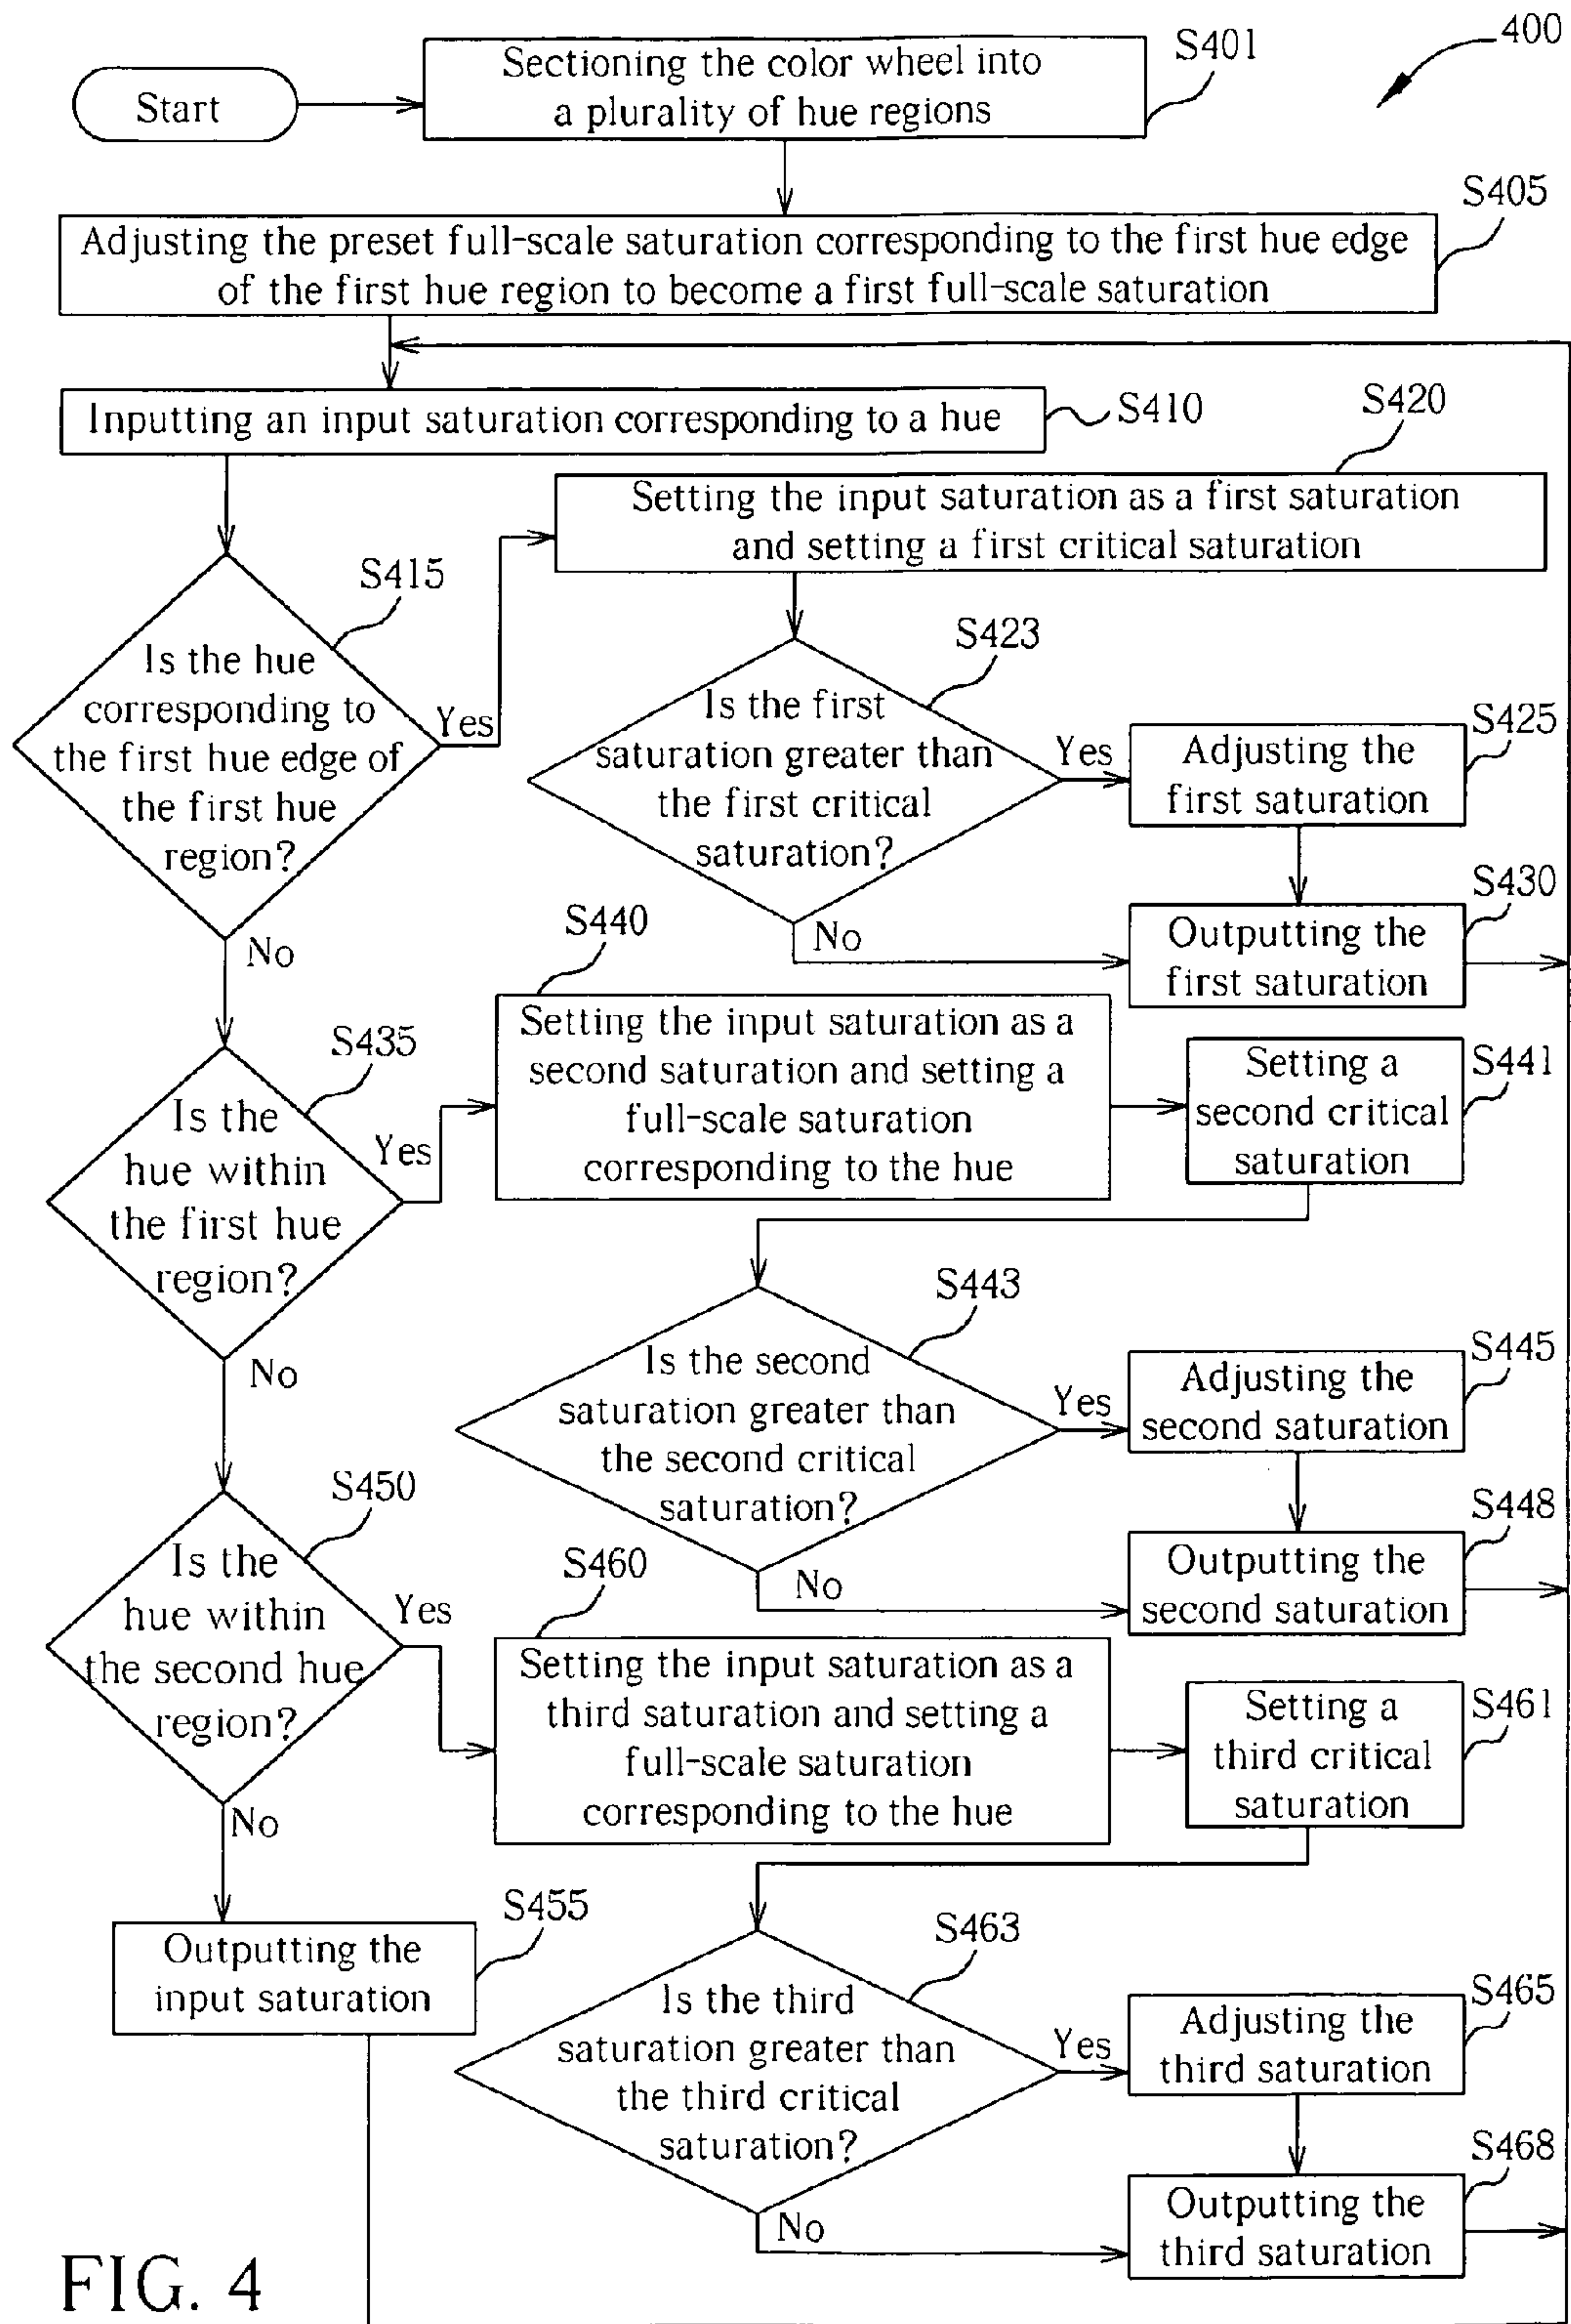 400
Start
Sectioning the color wheel into
a plurality of hue regions
S401
S405
Adjusting the preset full-scale saturation corresponding to the first hue edge
of the first hue region to become a first full-scale saturation
Inputting an input saturation corresponding to a hue
S410
S420
Setting the input saturation as a first saturation
and setting a first critical saturation
S415
Is the hue
corresponding to
the first hue edge of
the first hue
region?
Yes
No
S423
Is the first
saturation greater than
the first critical
saturation?
Yes
No
S425
Adjusting the
first saturation
S430
Outputting the
first saturation
S435
Is the
hue within
the first hue
region?
Yes
No
S440
Setting the input saturation as a
second saturation and setting a
full-scale saturation
corresponding to the hue
S441
Setting a
second critical
saturation
S443
Is the second
saturation greater than
the second critical
saturation?
Yes
No
S445
Adjusting the
second saturation
S448
Outputting the
second saturation
S450
Is the
hue within
the second hue
region?
Yes
No
S460
Setting the input saturation as a
third saturation and setting a
full-scale saturation
corresponding to the hue
S461
Setting a
third critical
saturation
S455
Outputting the
input saturation
S463
Is the third
saturation greater than
the third critical
saturation?
Yes
No
S465
Adjusting the
third saturation
S468
Outputting the
third saturation
FIG. 4